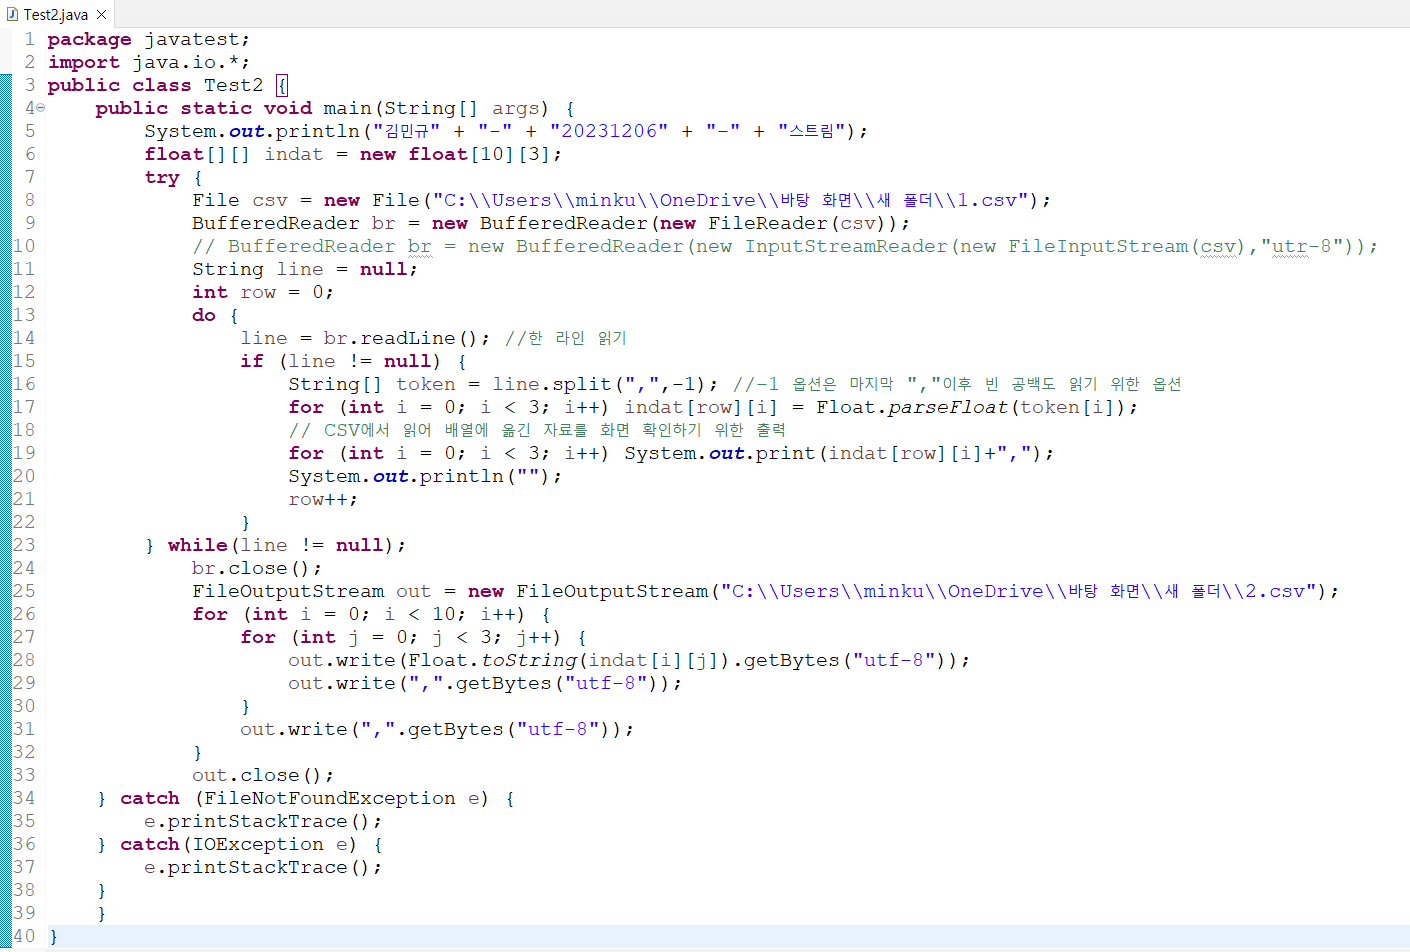 Test2.java
1 package javatest;
2 import java.io.*;
3 public class Test2 {
4     public static void main(String[] args) {
5         System.out.println("김민규" + "-" + "20231206" + "-" + "스트림");
6         float[][] indat = new float[10][3];
7         try {
8             File csv = new File("C:\\Users\\minku\\OneDrive\\바탕 화면\\새 폴더\\1.csv");
9             BufferedReader br = new BufferedReader(new FileReader(csv));
10             // BufferedReader br = new BufferedReader(new InputStreamReader(new FileInputStream(csv),"utr-8"));
11             String line = null;
12             int row = 0;
13             do {
14                 line = br.readLine(); //한 라인 읽기
15                 if (line != null) {
16                     String[] token = line.split(",",-1); //-1 옵션은 마지막 ","이후 빈 공백도 읽기 위한 옵션
17                     for (int i = 0; i < 3; i++) indat[row][i] = Float.parseFloat(token[i]);
18                     // CSV에서 읽어 배열에 옮긴 자료를 화면 확인하기 위한 출력
19                     for (int i = 0; i < 3; i++) System.out.print(indat[row][i]+",");
20                     System.out.println("");
21                     row++;
22                 }
23         } while(line != null);
24             br.close();
25             FileOutputStream out = new FileOutputStream("C:\\Users\\minku\\OneDrive\\바탕 화면\\새 폴더\\2.csv");
26             for (int i = 0; i < 10; i++) {
27                 for (int j = 0; j < 3; j++) {
28                     out.write(Float.toString(indat[i][j]).getBytes("utf-8"));
29                     out.write(",".getBytes("utf-8"));
30                 }
31                 out.write(",".getBytes("utf-8"));
32             }
33             out.close();
34     } catch (FileNotFoundException e) {
35         e.printStackTrace();
36     } catch(IOException e) {
37         e.printStackTrace();
38     }
39     }
40 }